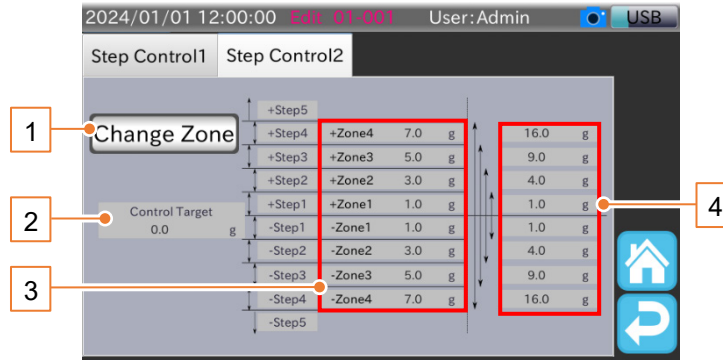 2024/01/01 12:00:00 Edit 01-001 User:Admin USB
Step Control1 Step Control2
+Step5
1 Change Zone +Step4 +Zone4 7.0 g 16.0 g
+Step3 +Zone3 5.0 g 9.0 g
+Step2 +Zone2 3.0 g 4.0 g
+Step1 +Zone1 1.0 g 1.0 g 4
2 Control Target
0.0 g
-Step1 -Zone1 1.0 g 1.0 g
-Step2 -Zone2 3.0 g 4.0 g
3 -Step3 -Zone3 5.0 g 9.0 g
-Step4 -Zone4 7.0 g 16.0 g
-Step5